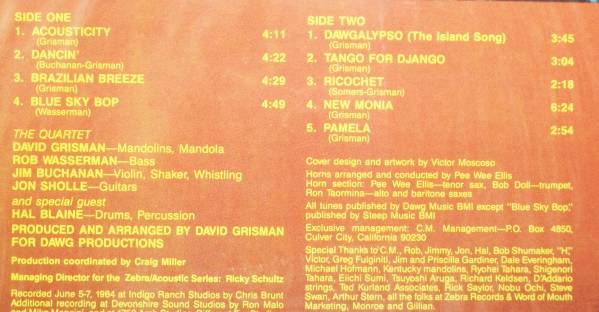 SIDE ONE
1. ACOUSTICITY 4:11
(Grisman)
2. DANCIN' 4:22
(Buchanan-Grisman)
3. BRAZILIAN BREEZE 4:29
(Grisman)
4. BLUE SKY BOP 4:49
(Wasserman)
THE QUARTET
DAVID GRISMAN—Mandolins, Mandola
ROB WASSERMAN—Bass
JIM BUCHANAN—Violin, Shaker, Whistling
JON SHOLLE—Guitars
and special guest
HAL BLAINE—Drums, Percussion
PRODUCED AND ARRANGED BY DAVID GRISMAN
FOR DAWG PRODUCTIONS
Production coordinated by Craig Miller
Managing Director for the Zebra/Acoustic Series: Ricky Schultz
Recorded June 5-7, 1984 at Indigo Ranch Studios by Chris Brunt
Additional recording at Devonshire Sound Studios by Ron Malo
SIDE TWO
1. DAWGALYPSO (The Island Song) 3:45
(Grisman)
2. TANGO FOR DJANGO 3:04
(Grisman)
3. RICOCHET 2:18
(Somers-Grisman)
4. NEW MONIA 6:24
(Grisman)
5. PAMELA 2:54
(Grisman)
Cover design and artwork by Victor Moscoso
Horns arranged and conducted by Pee Wee Ellis
Horn section: Pee Wee Ellis—tenor sax, Bob Doll—trumpet,
Ron Taormina—alto and baritone saxes
All tunes published by Dawg Music BMI except "Blue Sky Bop,"
published by Steep Music BMI
Exclusive management: C.M. Management—P.O. Box 4850,
Culver City, California 90230
Special Thanks to C.M., Rob, Jimmy, Jon, Hal, Bob Shumaker, "H,"
Victor, Greg Fulginiti, Jim and Priscilla Gardiner, Dale Everingham,
Michael Hofmann, Kentucky mandolins, Ryohei Tahara, Shigenori
Tahara, Eiichi Sumi, Tsuyoshi Aruga, Richard Keldsen, D'Addario
strings, Ted Kurland Associates, Rick Saylor, Nobu Ochi, Steve
Swan, Arthur Stern, all the folks at Zebra Records & Word of Mouth
Marketing, Monroe and Gillian.